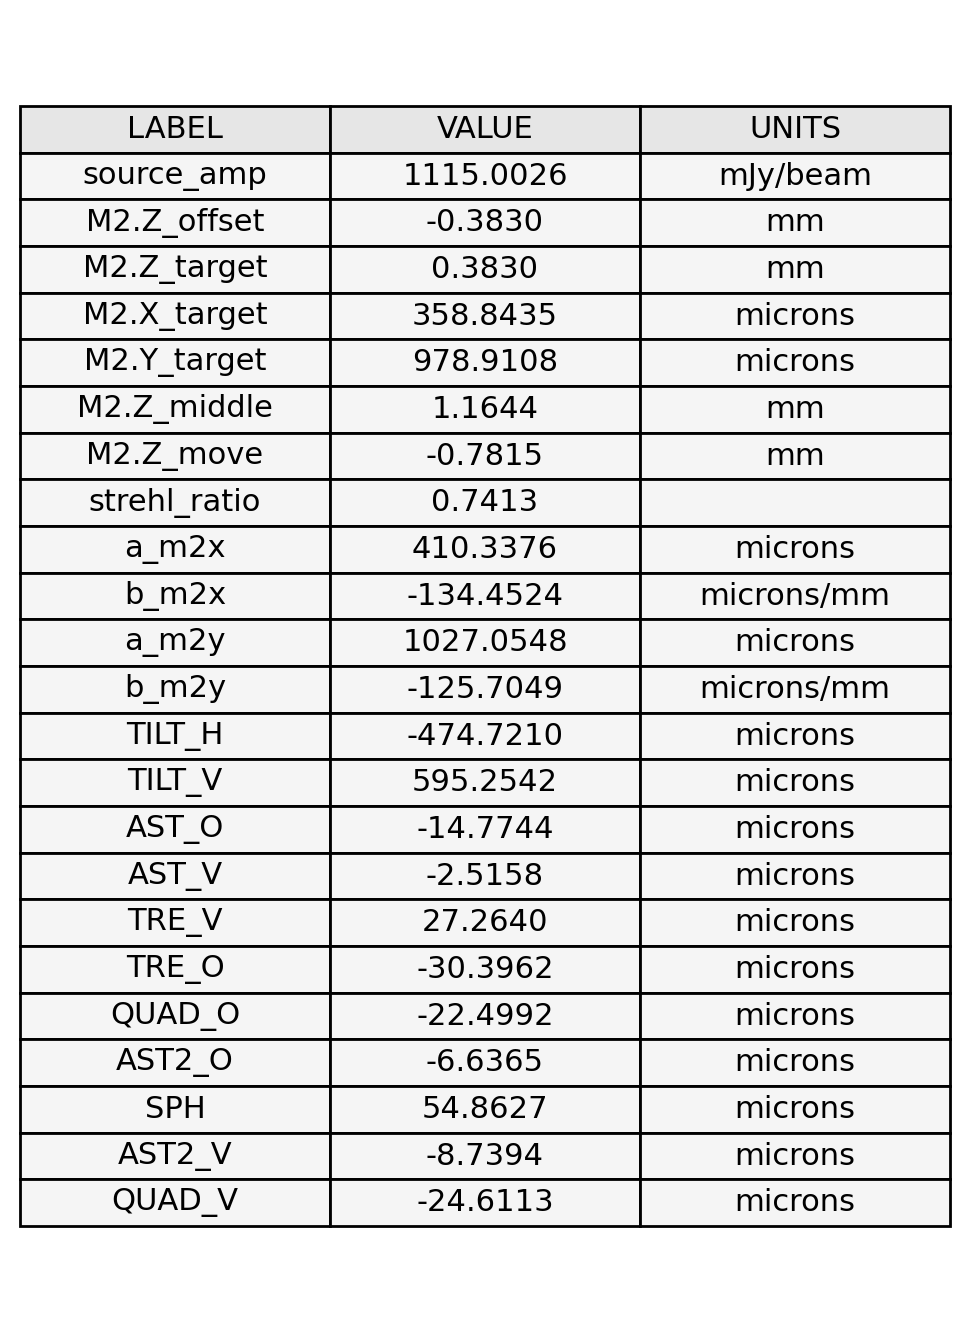 LABEL VALUE UNITS
source_amp 1115.0026 mJy/beam
M2.Z_offset -0.3830 mm
M2.Z_target 0.3830 mm
M2.X_target 358.8435 microns
M2.Y_target 978.9108 microns
M2.Z_middle 1.1644 mm
M2.Z_move -0.7815 mm
strehl_ratio 0.7413
a_m2x 410.3376 microns
b_m2x -134.4524 microns/mm
a_m2y 1027.0548 microns
b_m2y -125.7049 microns/mm
TILT_H -474.7210 microns
TILT_V 595.2542 microns
AST_O -14.7744 microns
AST_V -2.5158 microns
TRE_V 27.2640 microns
TRE_O -30.3962 microns
QUAD_O -22.4992 microns
AST2_O -6.6365 microns
SPH 54.8627 microns
AST2_V -8.7394 microns
QUAD_V -24.6113 microns